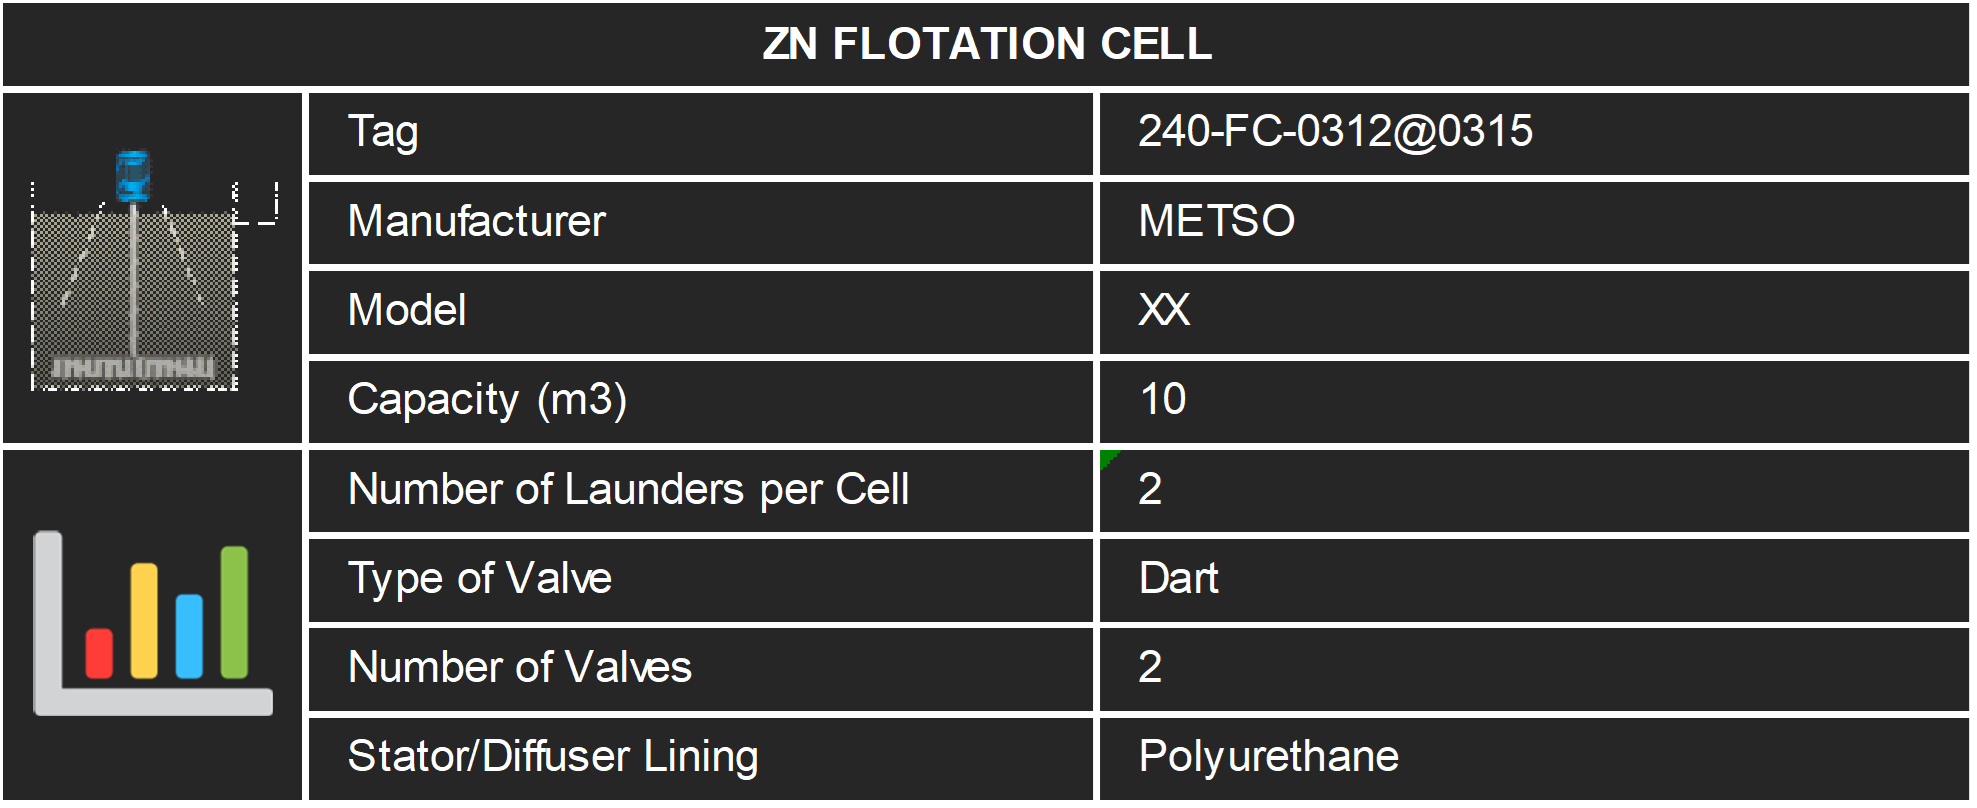 ZN FLOTATION CELL
Tag 240-FC-0312@0315
Manufacturer METSO
Model XX
Capacity (m3) 10
Number of Launders per Cell 2
Type of Valve Dart
Number of Valves 2
Stator/Diffuser Lining Polyurethane